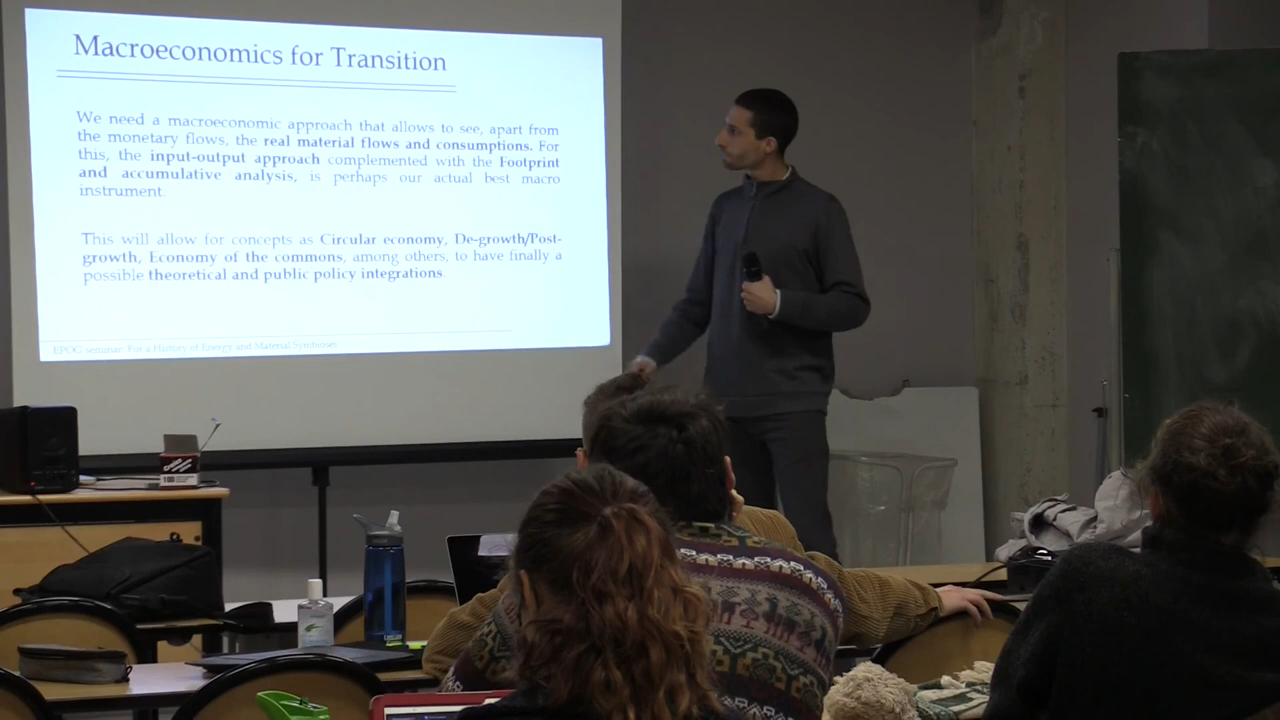 Macroeconomics for Transition
We need a macroeconomic approach that allows to see, apart from
the monetary flows, the real material flows and consumptions. For
this, the input-output approach complemented with the Footprint
and accumulative analysis, is perhaps our actual best macro
instrument.
This will allow for concepts as Circular economy, De-growth/Post-
growth, Economy of the commons, among others, to have finally a
possible theoretical and public policy integrations.
EPOG seminar: For a History of Energy and Material Symbioses
100
CAMELBAK